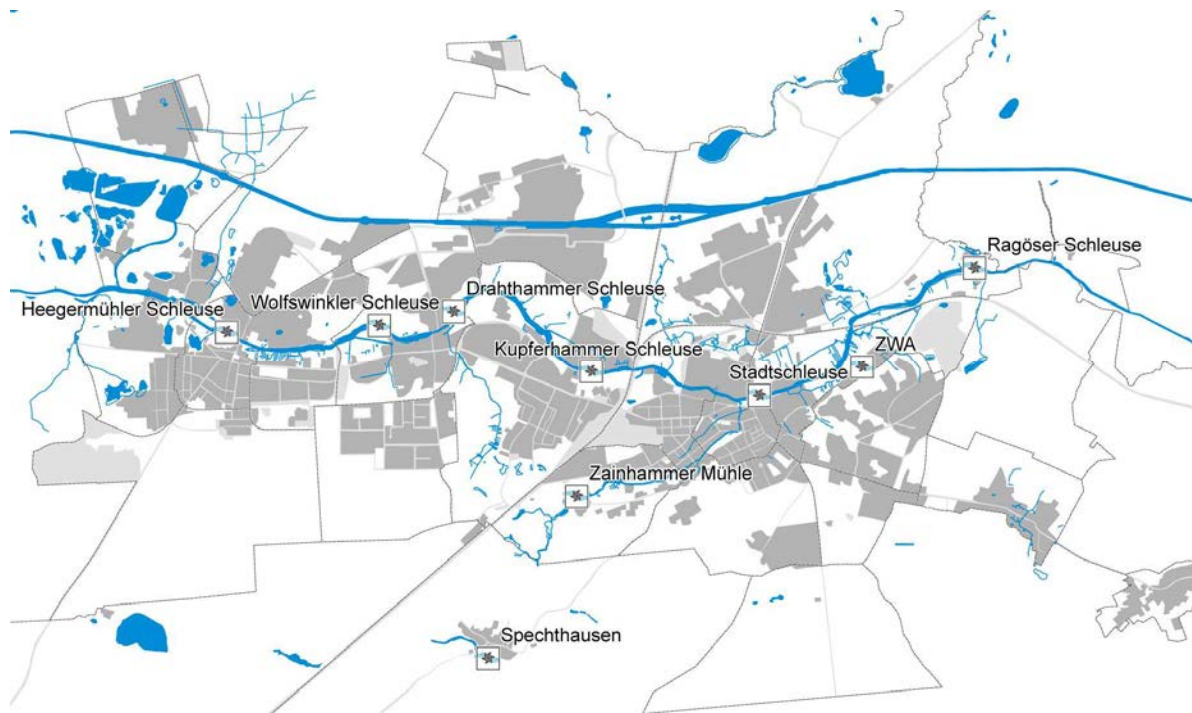 Ragöser Schleuse
Drahthammer Schleuse
Wolfswinkler Schleuse
Heegermühler Schleuse
Kupferhammer Schleuse
ZWA
Stadtschleuse
Zainhammer Mühle
Spechthausen